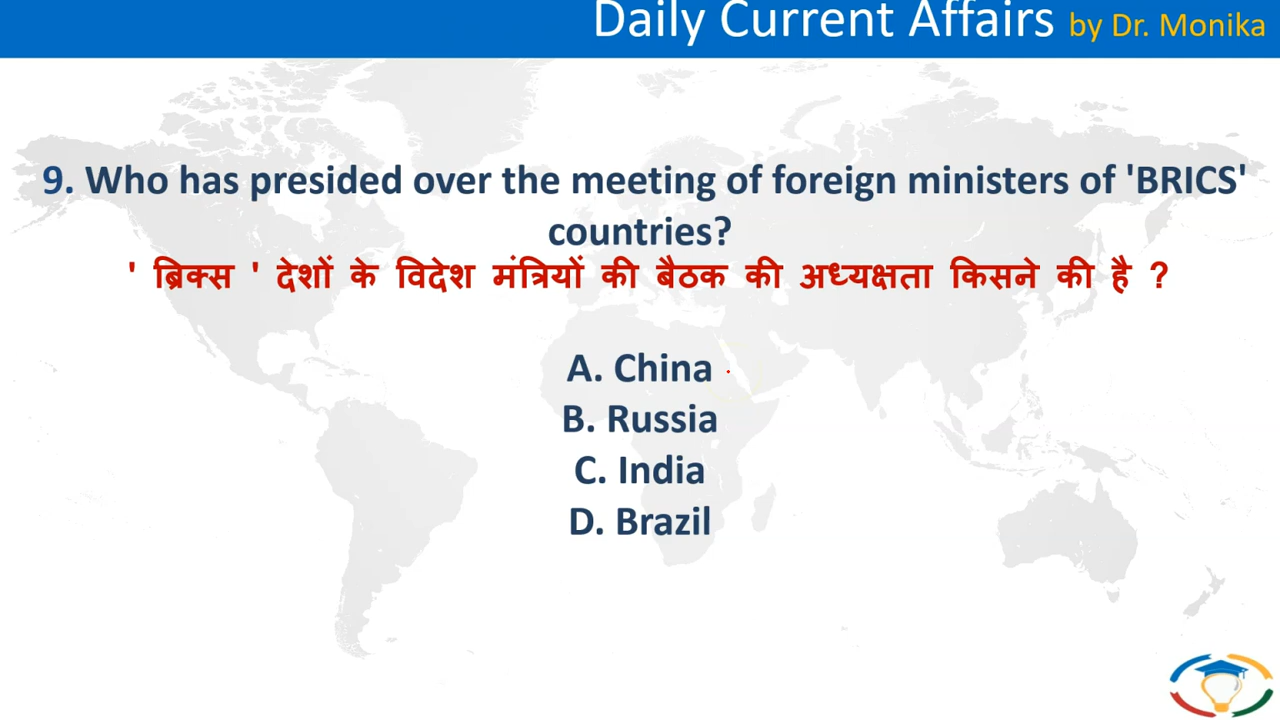 Daily Current Affairs by Dr. Monika
9. Who has presided over the meeting of foreign ministers of 'BRICS'
countries?
' ब्रिक्स ' देशों के विदेश मंत्रियों की बैठक की अध्यक्षता किसने की है ?
A. China
B. Russia
C. India
D. Brazil